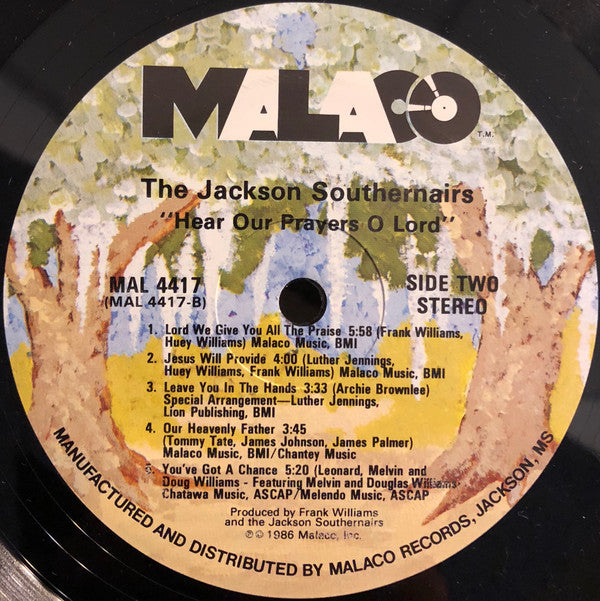 MALACO
T.M.
The Jackson Southernairs
"Hear Our Prayers O Lord"
MAL 4417
(MAL 4417-B)
SIDE TWO
STEREO
1. Lord We Give You All The Praise 5:58 (Frank Williams,
Huey Williams) Malaco Music, BMI
2. Jesus Will Provide 4:00 (Luther Jennings,
Huey Williams, Frank Williams) Malaco Music, BMI
3. Leave You In The Hands 3:33 (Archie Brownlee)
Special Arrangement—Luther Jennings,
Lion Publishing, BMI
4. Our Heavenly Father 3:45
(Tommy Tate, James Johnson, James Palmer)
Malaco Music, BMI/Chantey Music
5. You've Got A Chance 5:20 (Leonard, Melvin and
Doug Williams - Featuring Melvin and Douglas Williams)
Chatawa Music, ASCAP/Melendo Music, ASCAP
Produced by Frank Williams
and the Jackson Southernairs
℗© 1986 Malaco, Inc.
MANUFACTURED AND DISTRIBUTED BY MALACO RECORDS, JACKSON, MS